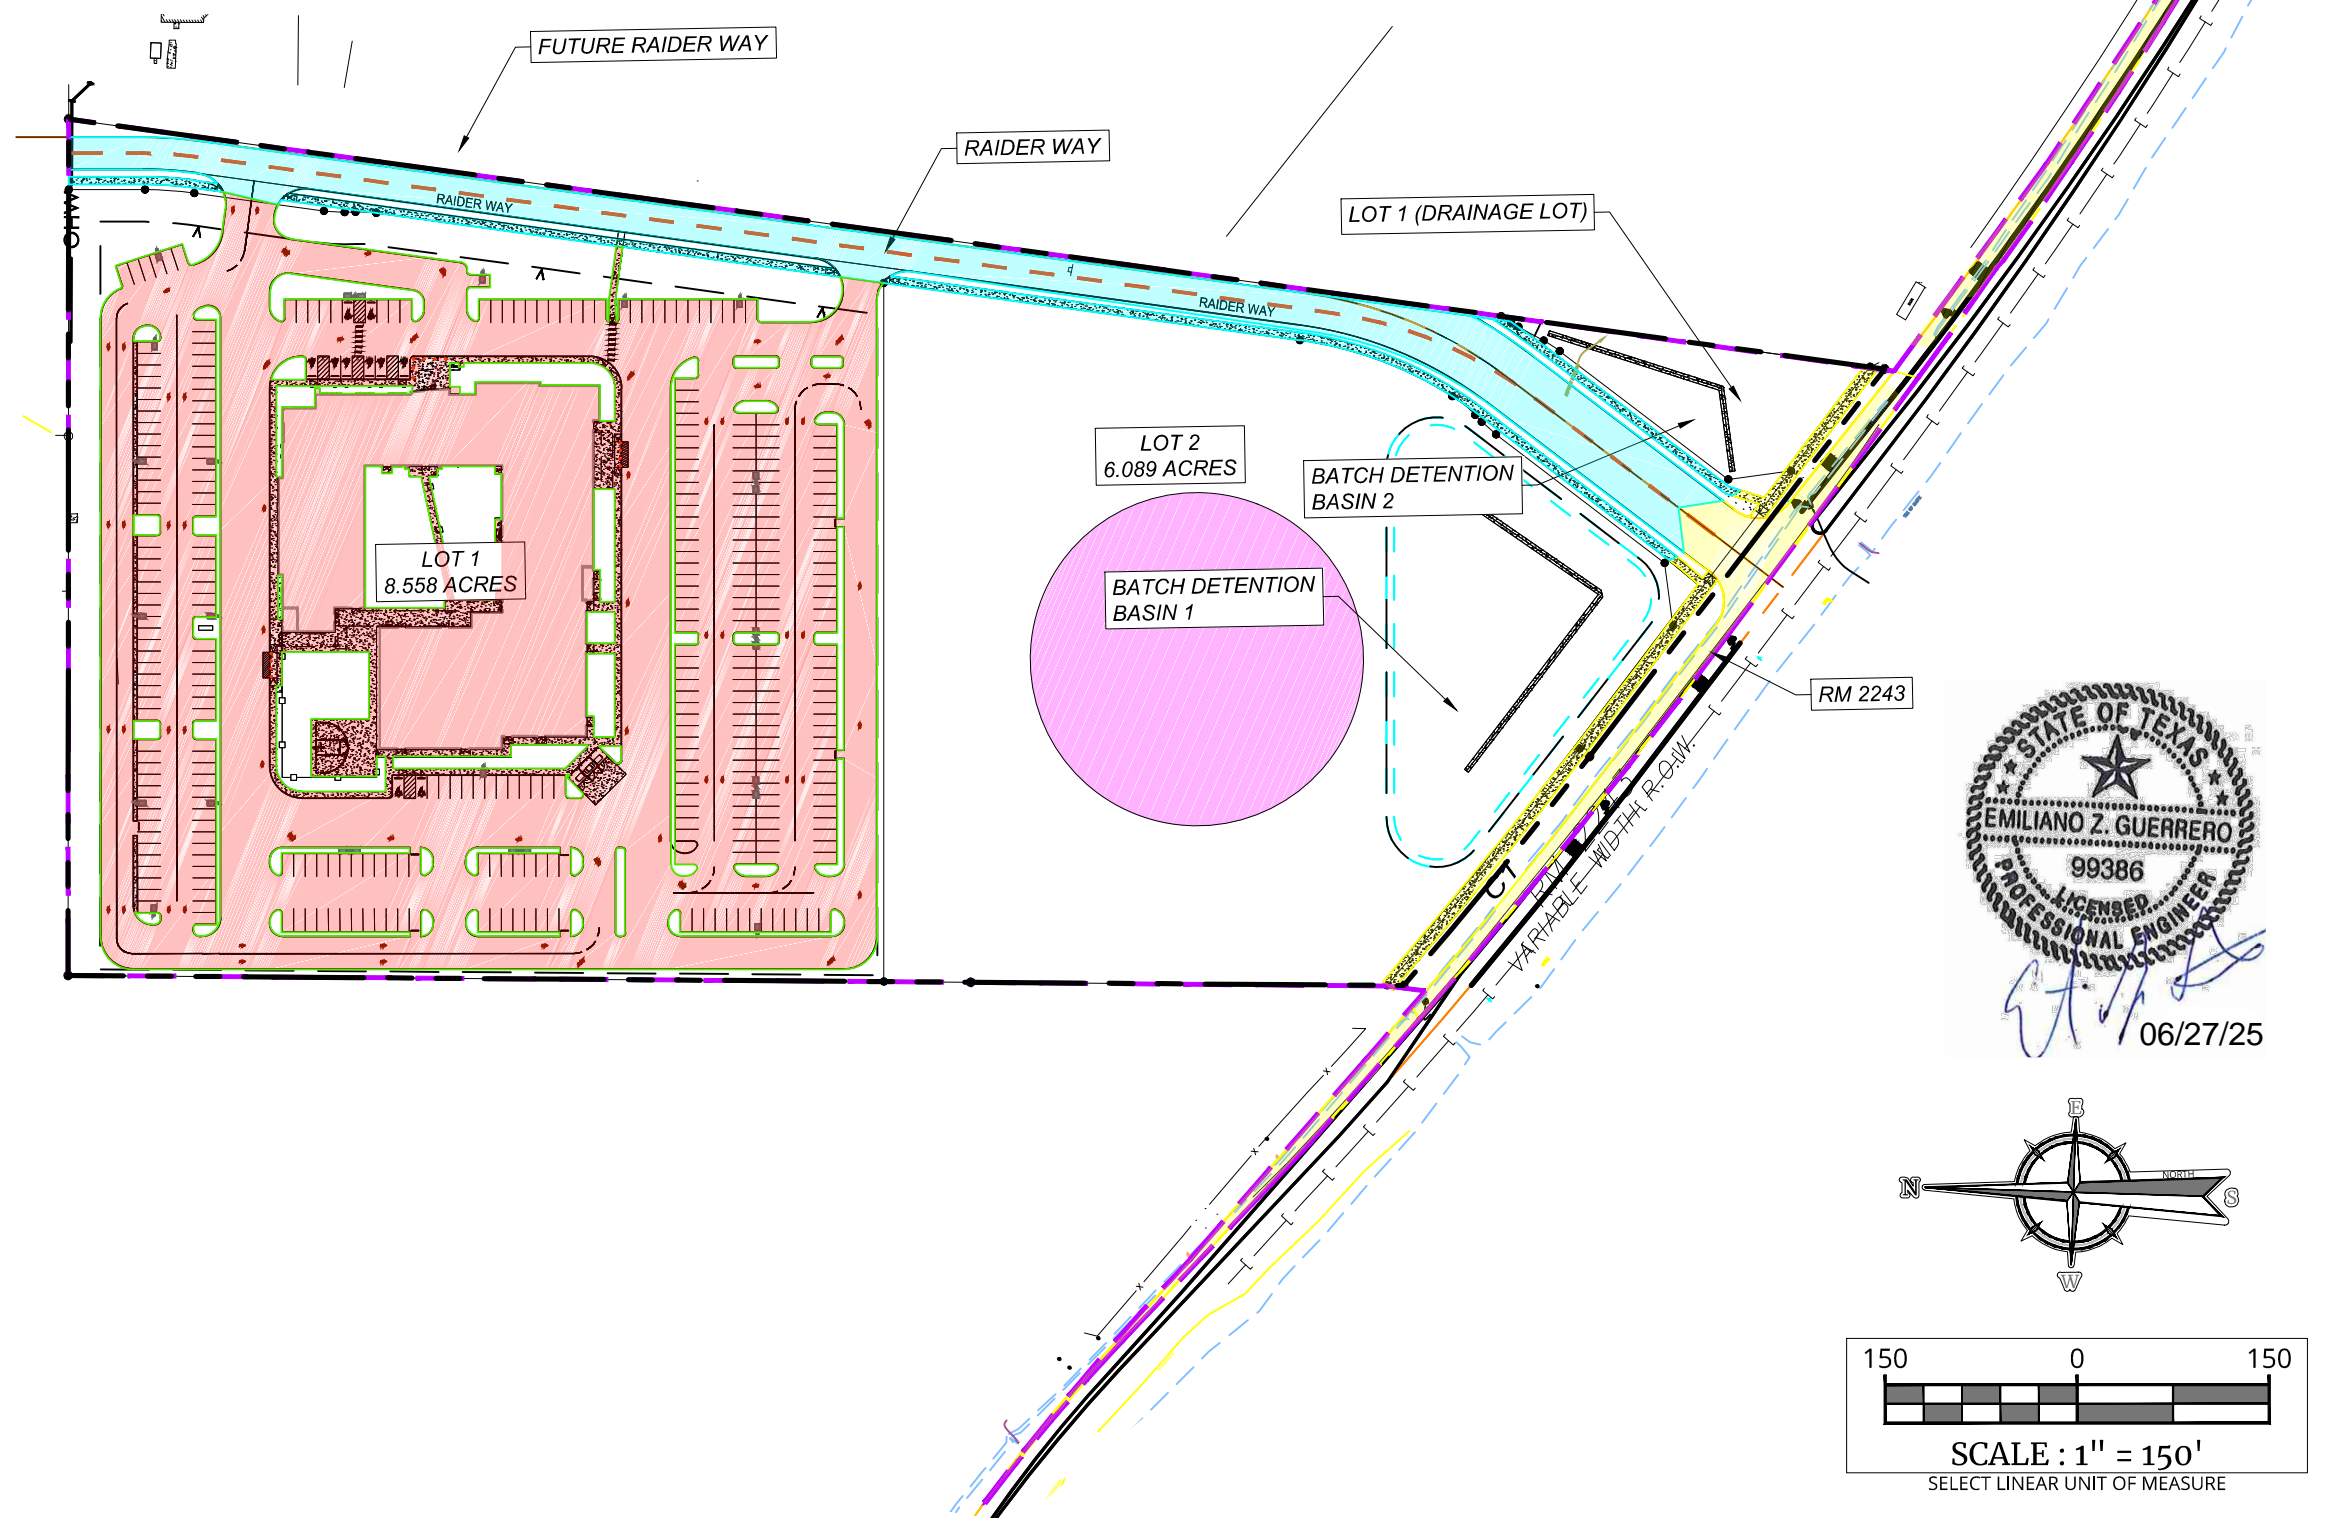 FUTURE RAIDER WAY
RAIDER WAY
LOT 1 (DRAINAGE LOT)
OHW
RAIDER WAY
RAIDER WAY
LOT 2
6.089 ACRES
BATCH DETENTION
BASIN 2
LOT 1
8.558 ACRES
BATCH DETENTION
BASIN 1
RM 2243
VARIABLE WIDTH R.O.W.
STATE OF TEXAS
EMILIANO Z. GUERRERO
99386
LICENSED
PROFESSIONAL ENGINEER
06/27/25
E
N
NORTH
S
W
150 0 150
SCALE : 1" = 150'
SELECT LINEAR UNIT OF MEASURE